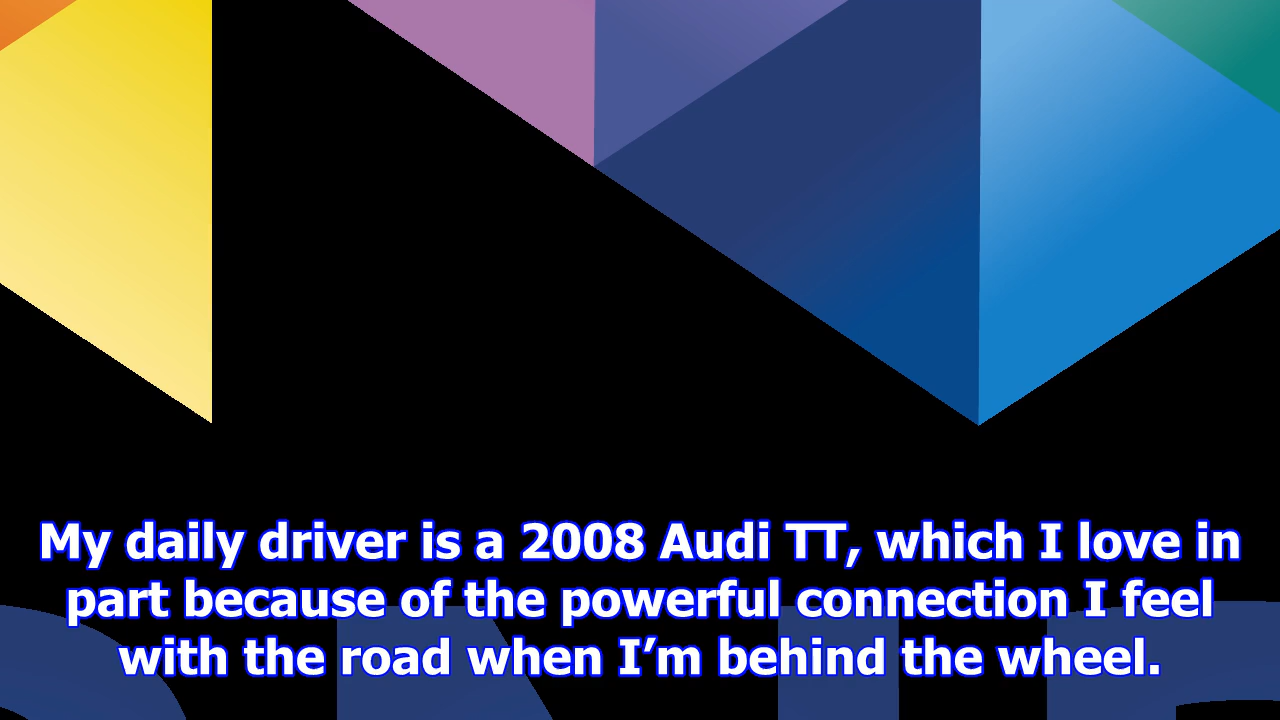 My daily driver is a 2008 Audi TT, which I love in
part because of the powerful connection I feel
with the road when I’m behind the wheel.